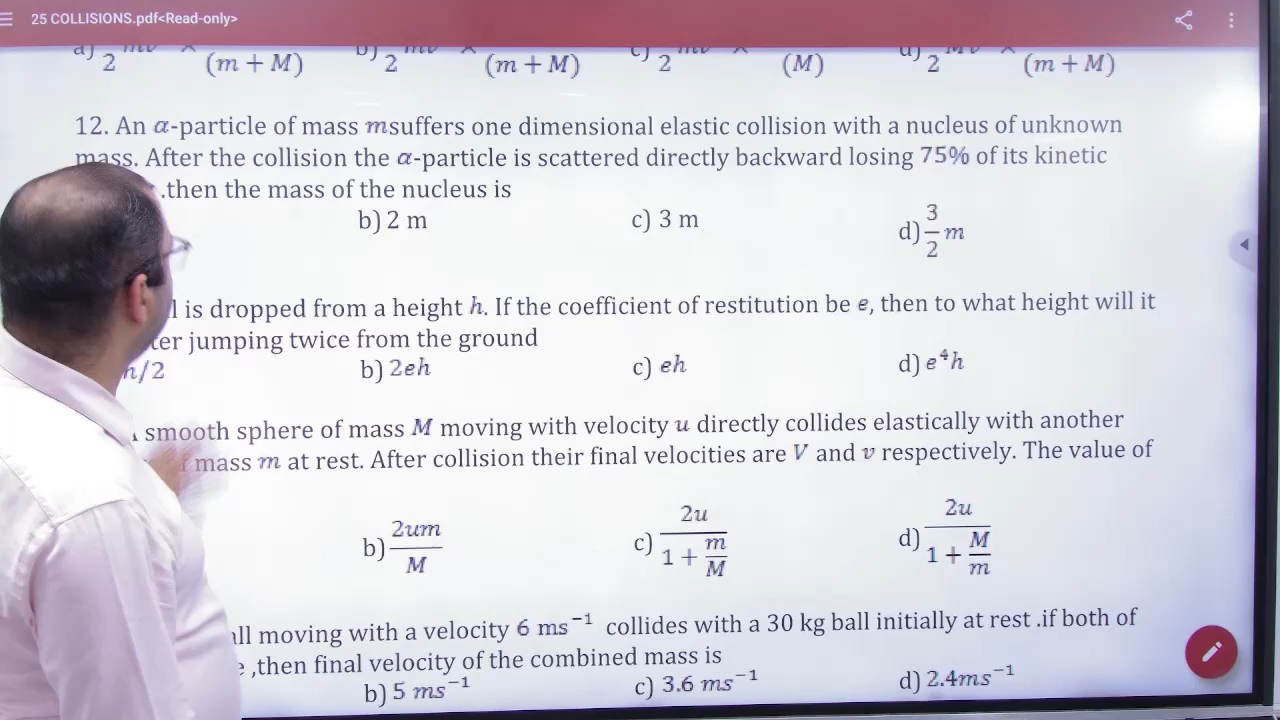 25 COLLISIONS.pdf<Read-only>
a) 2 (m + M) b) 2 (m + M) c) 2 (M) d) 2 (m + M)
12. An α-particle of mass msuffers one dimensional elastic collision with a nucleus of unknown
mass. After the collision the α-particle is scattered directly backward losing 75% of its kinetic
.then the mass of the nucleus is
b) 2 m c) 3 m d) 3/2 m
is dropped from a height h. If the coefficient of restitution be e, then to what height will it
jumping twice from the ground
h/2 b) 2eh c) eh d) e⁴h
smooth sphere of mass M moving with velocity u directly collides elastically with another
mass m at rest. After collision their final velocities are V and v respectively. The value of
b) 2um/M c) 2u/(1 + m/M) d) 2u/(1 + M/m)
moving with a velocity 6 ms⁻¹ collides with a 30 kg ball initially at rest .if both of
,then final velocity of the combined mass is
b) 5 ms⁻¹ c) 3.6 ms⁻¹ d) 2.4ms⁻¹